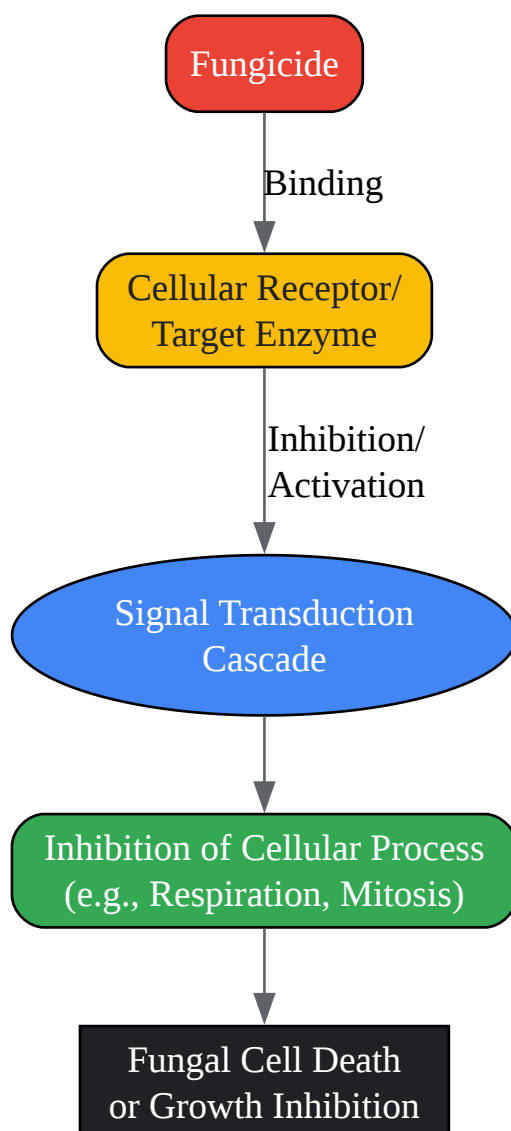 Fungicide
Binding
Cellular Receptor/
Target Enzyme
Inhibition/
Activation
Signal Transduction
Cascade
Inhibition of Cellular Process
(e.g., Respiration, Mitosis)
Fungal Cell Death
or Growth Inhibition